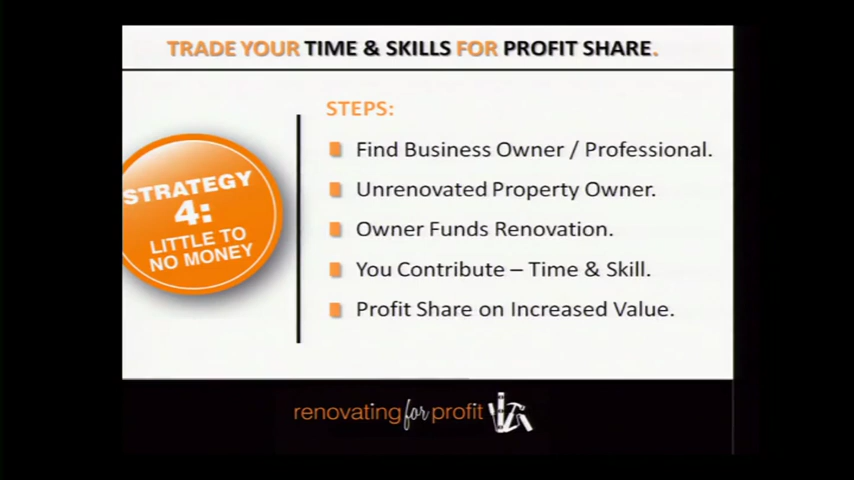 TRADE YOUR TIME & SKILLS FOR PROFIT SHARE.
STRATEGY
4:
LITTLE TO
NO MONEY
STEPS:
Find Business Owner / Professional.
Unrenovated Property Owner.
Owner Funds Renovation.
You Contribute – Time & Skill.
Profit Share on Increased Value.
renovating for profit